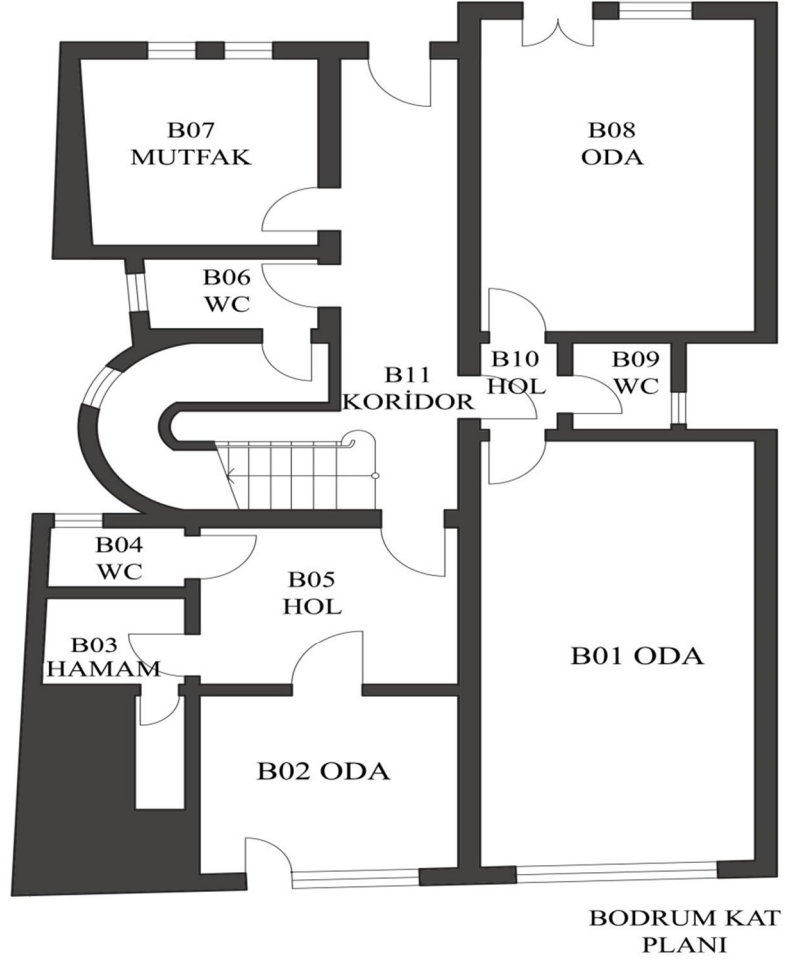 B07
MUTFAK
B08
ODA
B06
WC
B11
KORİDOR
B10
HOL
B09
WC
B04
WC
B05
HOL
B03
HAMAM
B01 ODA
B02 ODA
BODRUM KAT
PLANI